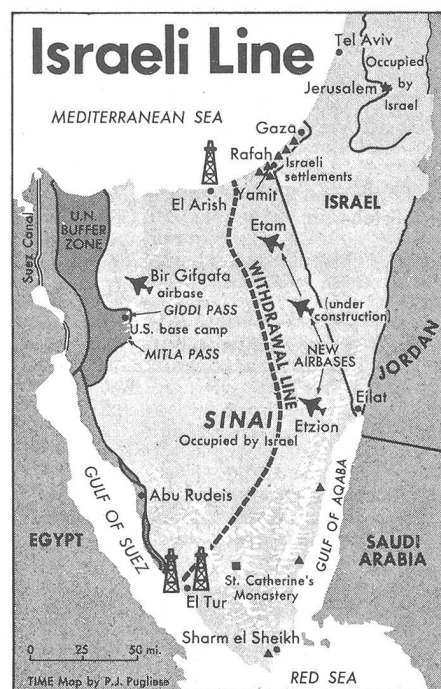 Israeli Line
Tel Aviv
Occupied
by
Israel
Jerusalem
MEDITERRANEAN SEA
Gaza
Rafah
Israeli
settlements
Yamit
El Arish
ISRAEL
U.N.
BUFFER
ZONE
Suez Canal
Etam
Bir Gifgafa
airbase
GIDDI PASS
U.S. base camp
MITLA PASS
WITHDRAWAL LINE
(under
construction)
NEW
AIRBASES
JORDAN
Eilat
Etzion
SINAI
Occupied by Israel
GULF OF SUEZ
Abu Rudeis
GULF OF AQABA
EGYPT
SAUDI
ARABIA
St. Catherine's
Monastery
El Tur
Sharm el Sheikh
0 25 50 mi.
TIME Map by P.J. Pugliese
RED SEA